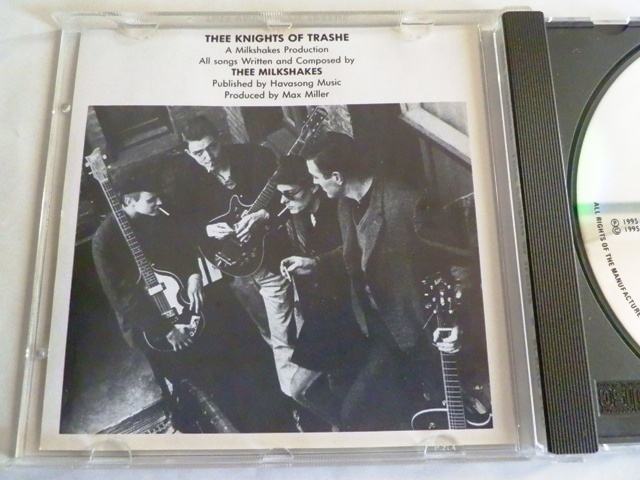 THEE KNIGHTS OF TRASHE
A Milkshakes Production
All songs Written and Composed by
THEE MILKSHAKES
Published by Havasong Music
Produced by Max Miller
ALL RIGHTS OF THE MANUFACTURE
℗ 1995
© 1995